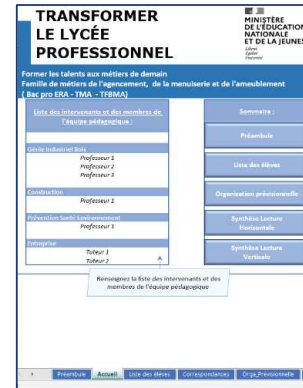 TRANSFORMER
LE LYCÉE
PROFESSIONNEL
MINISTÈRE
DE L'ÉDUCATION
NATIONALE
ET DE LA JEUNES
Liberté
Égalité
Fraternité
Former les talents aux métiers de demain
Famille de métiers de l'agencement, de la menuiserie et de l'ameublement
( Bac pro ERA - TMA - TFBMA)
Liste des intervenants et des membres de
l'équipe pédagogique :
Génie Industriel Bois
Professeur 1
Professeur 2
Professeur 3
Construction
Professeur 1
Prévention Santé Environnement
Professeur 1
Entreprise
Tuteur 1
Tuteur 2
Sommaire :
Préambule
Liste des élèves
Organisation prévisionnelle
Synthèse Lecture
Horizontale
Synthèse Lecture
Verticale
Renseignez la liste des intervenants et des
membres de l'équipe pédagogique
Préambule Accueil Liste des élèves Correspondances Orga_Prévisionnelle